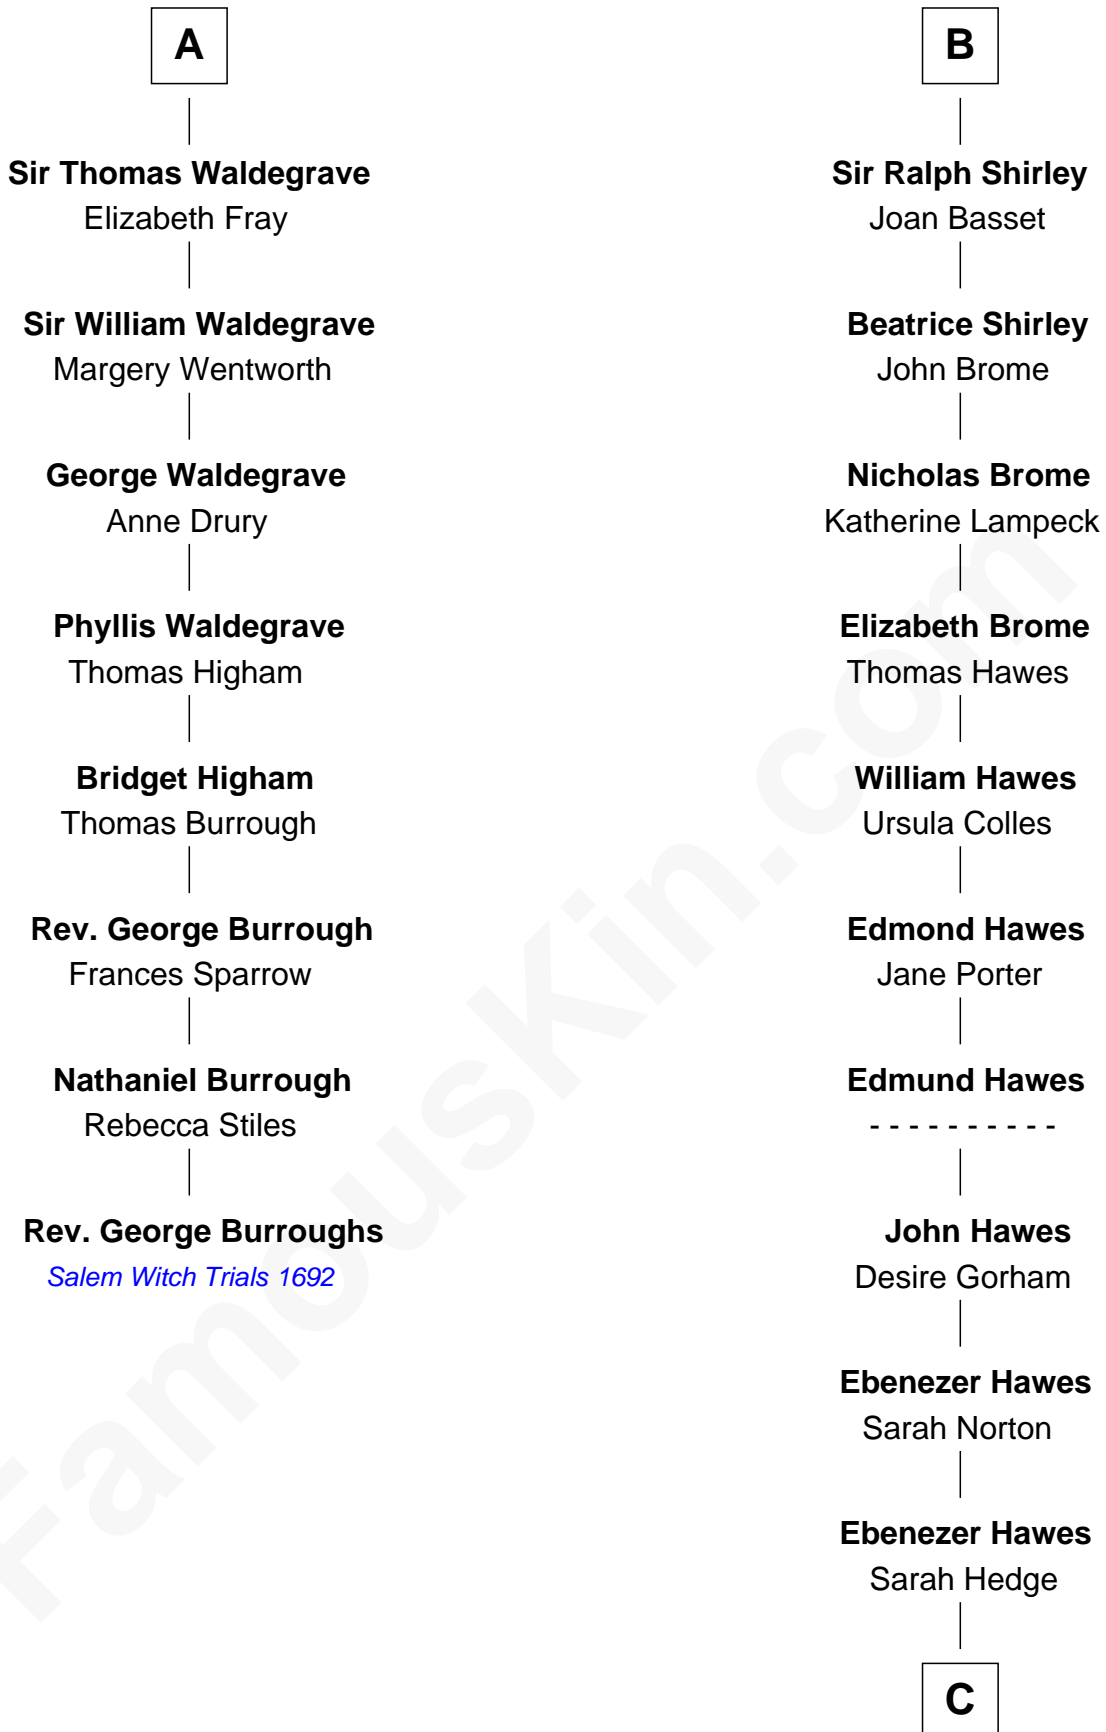 A
Sir Thomas Waldegrave
Elizabeth Fray
Sir William Waldegrave
Margery Wentworth
George Waldegrave
Anne Drury
Phyllis Waldegrave
Thomas Higham
Bridget Higham
Thomas Burrough
Rev. George Burrough
Frances Sparrow
Nathaniel Burrough
Rebecca Stiles
Rev. George Burroughs
Salem Witch Trials 1692
B
Sir Ralph Shirley
Joan Basset
Beatrice Shirley
John Brome
Nicholas Brome
Katherine Lampeck
Elizabeth Brome
Thomas Hawes
William Hawes
Ursula Colles
Edmond Hawes
Jane Porter
Edmund Hawes
- - - - - - - - - -
John Hawes
Desire Gorham
Ebenezer Hawes
Sarah Norton
Ebenezer Hawes
Sarah Hedge
C
FamousKin.com